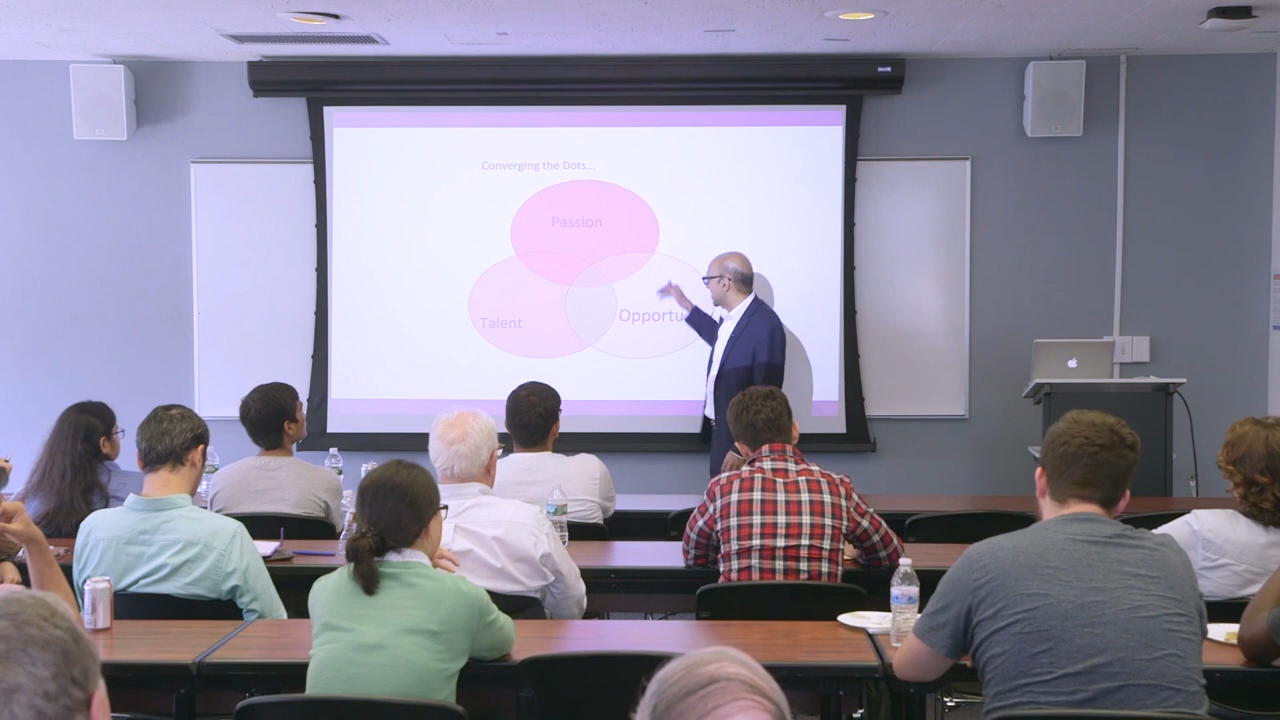 Converging the Dots...
Passion
Talent
Opportu